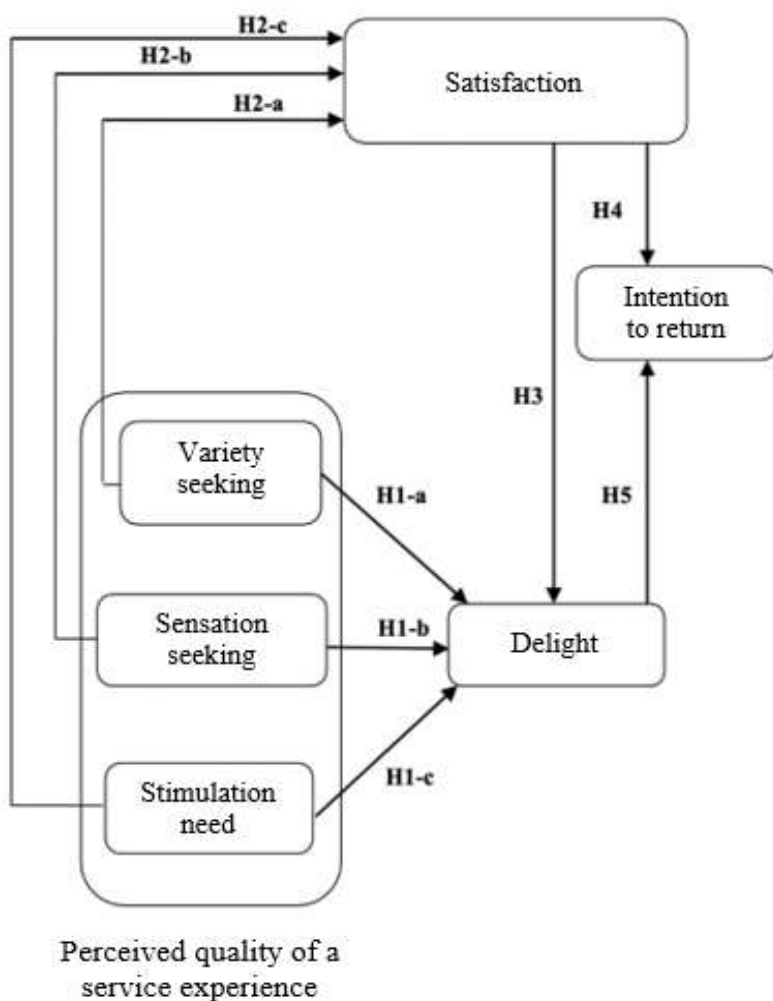 H2-c
H2-b
H2-a
Satisfaction
H4
Intention
to return
H3
H5
Variety
seeking
H1-a
Sensation
seeking
H1-b
Delight
Stimulation
need
H1-c
Perceived quality of a
service experience